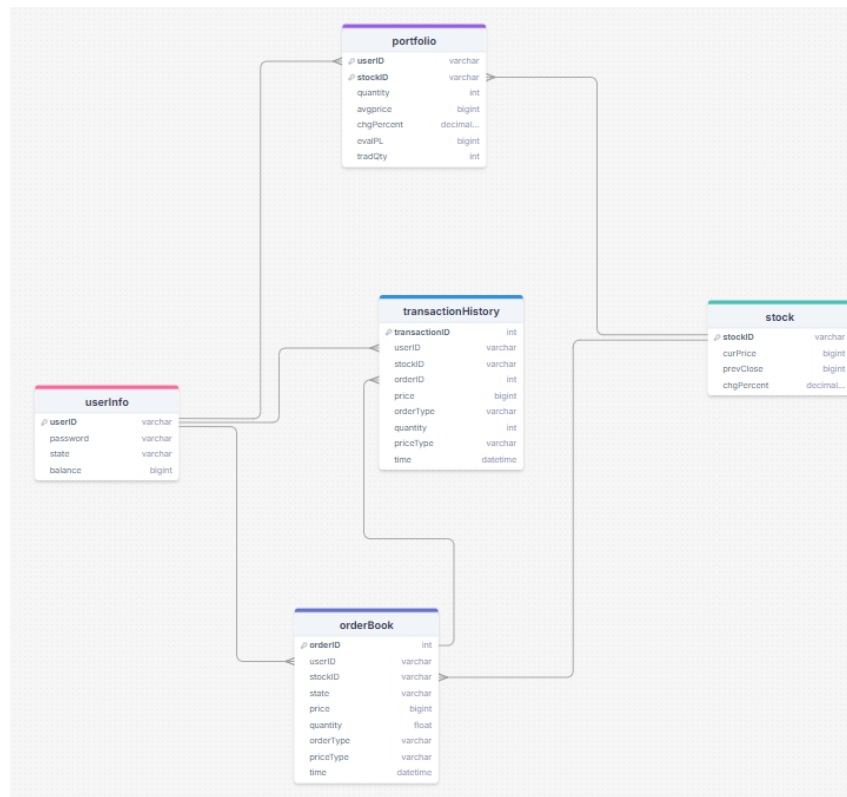 portfolio
userID varchar
stockID varchar
quantity int
avgprice bigint
chgPercent decimal...
evalPL bigint
tradQty int
transactionHistory
transactionID int
userID varchar
stockID varchar
orderID int
price bigint
orderType varchar
quantity int
priceType varchar
time datetime
stock
stockID varchar
curPrice bigint
prevClose bigint
chgPercent decimal...
userInfo
userID varchar
password varchar
state varchar
balance bigint
orderBook
orderID int
userID varchar
stockID varchar
state varchar
price bigint
quantity float
orderType varchar
priceType varchar
time datetime